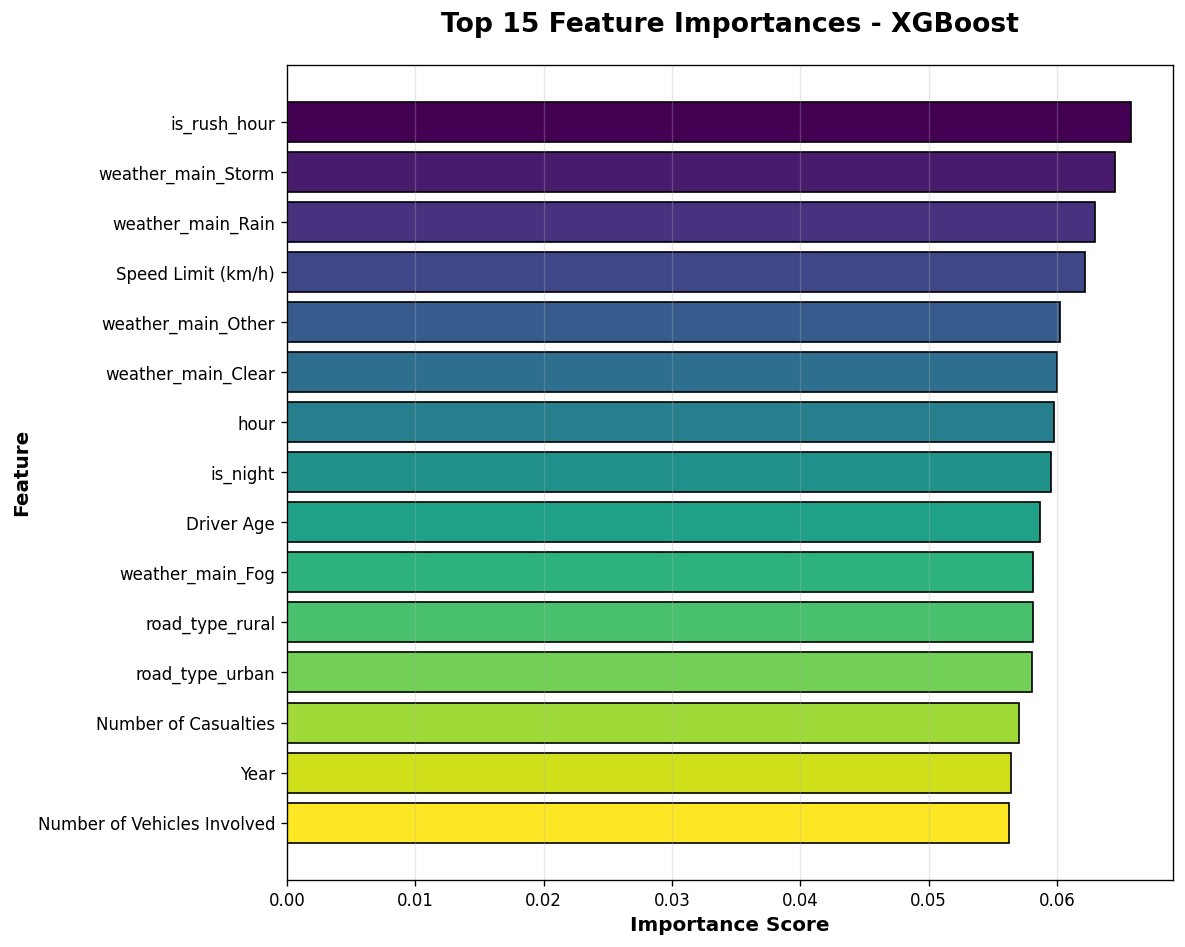 Top 15 Feature Importances - XGBoost
Feature
is_rush_hour
weather_main_Storm
weather_main_Rain
Speed Limit (km/h)
weather_main_Other
weather_main_Clear
hour
is_night
Driver Age
weather_main_Fog
road_type_rural
road_type_urban
Number of Casualties
Year
Number of Vehicles Involved
0.00 0.01 0.02 0.03 0.04 0.05 0.06
Importance Score